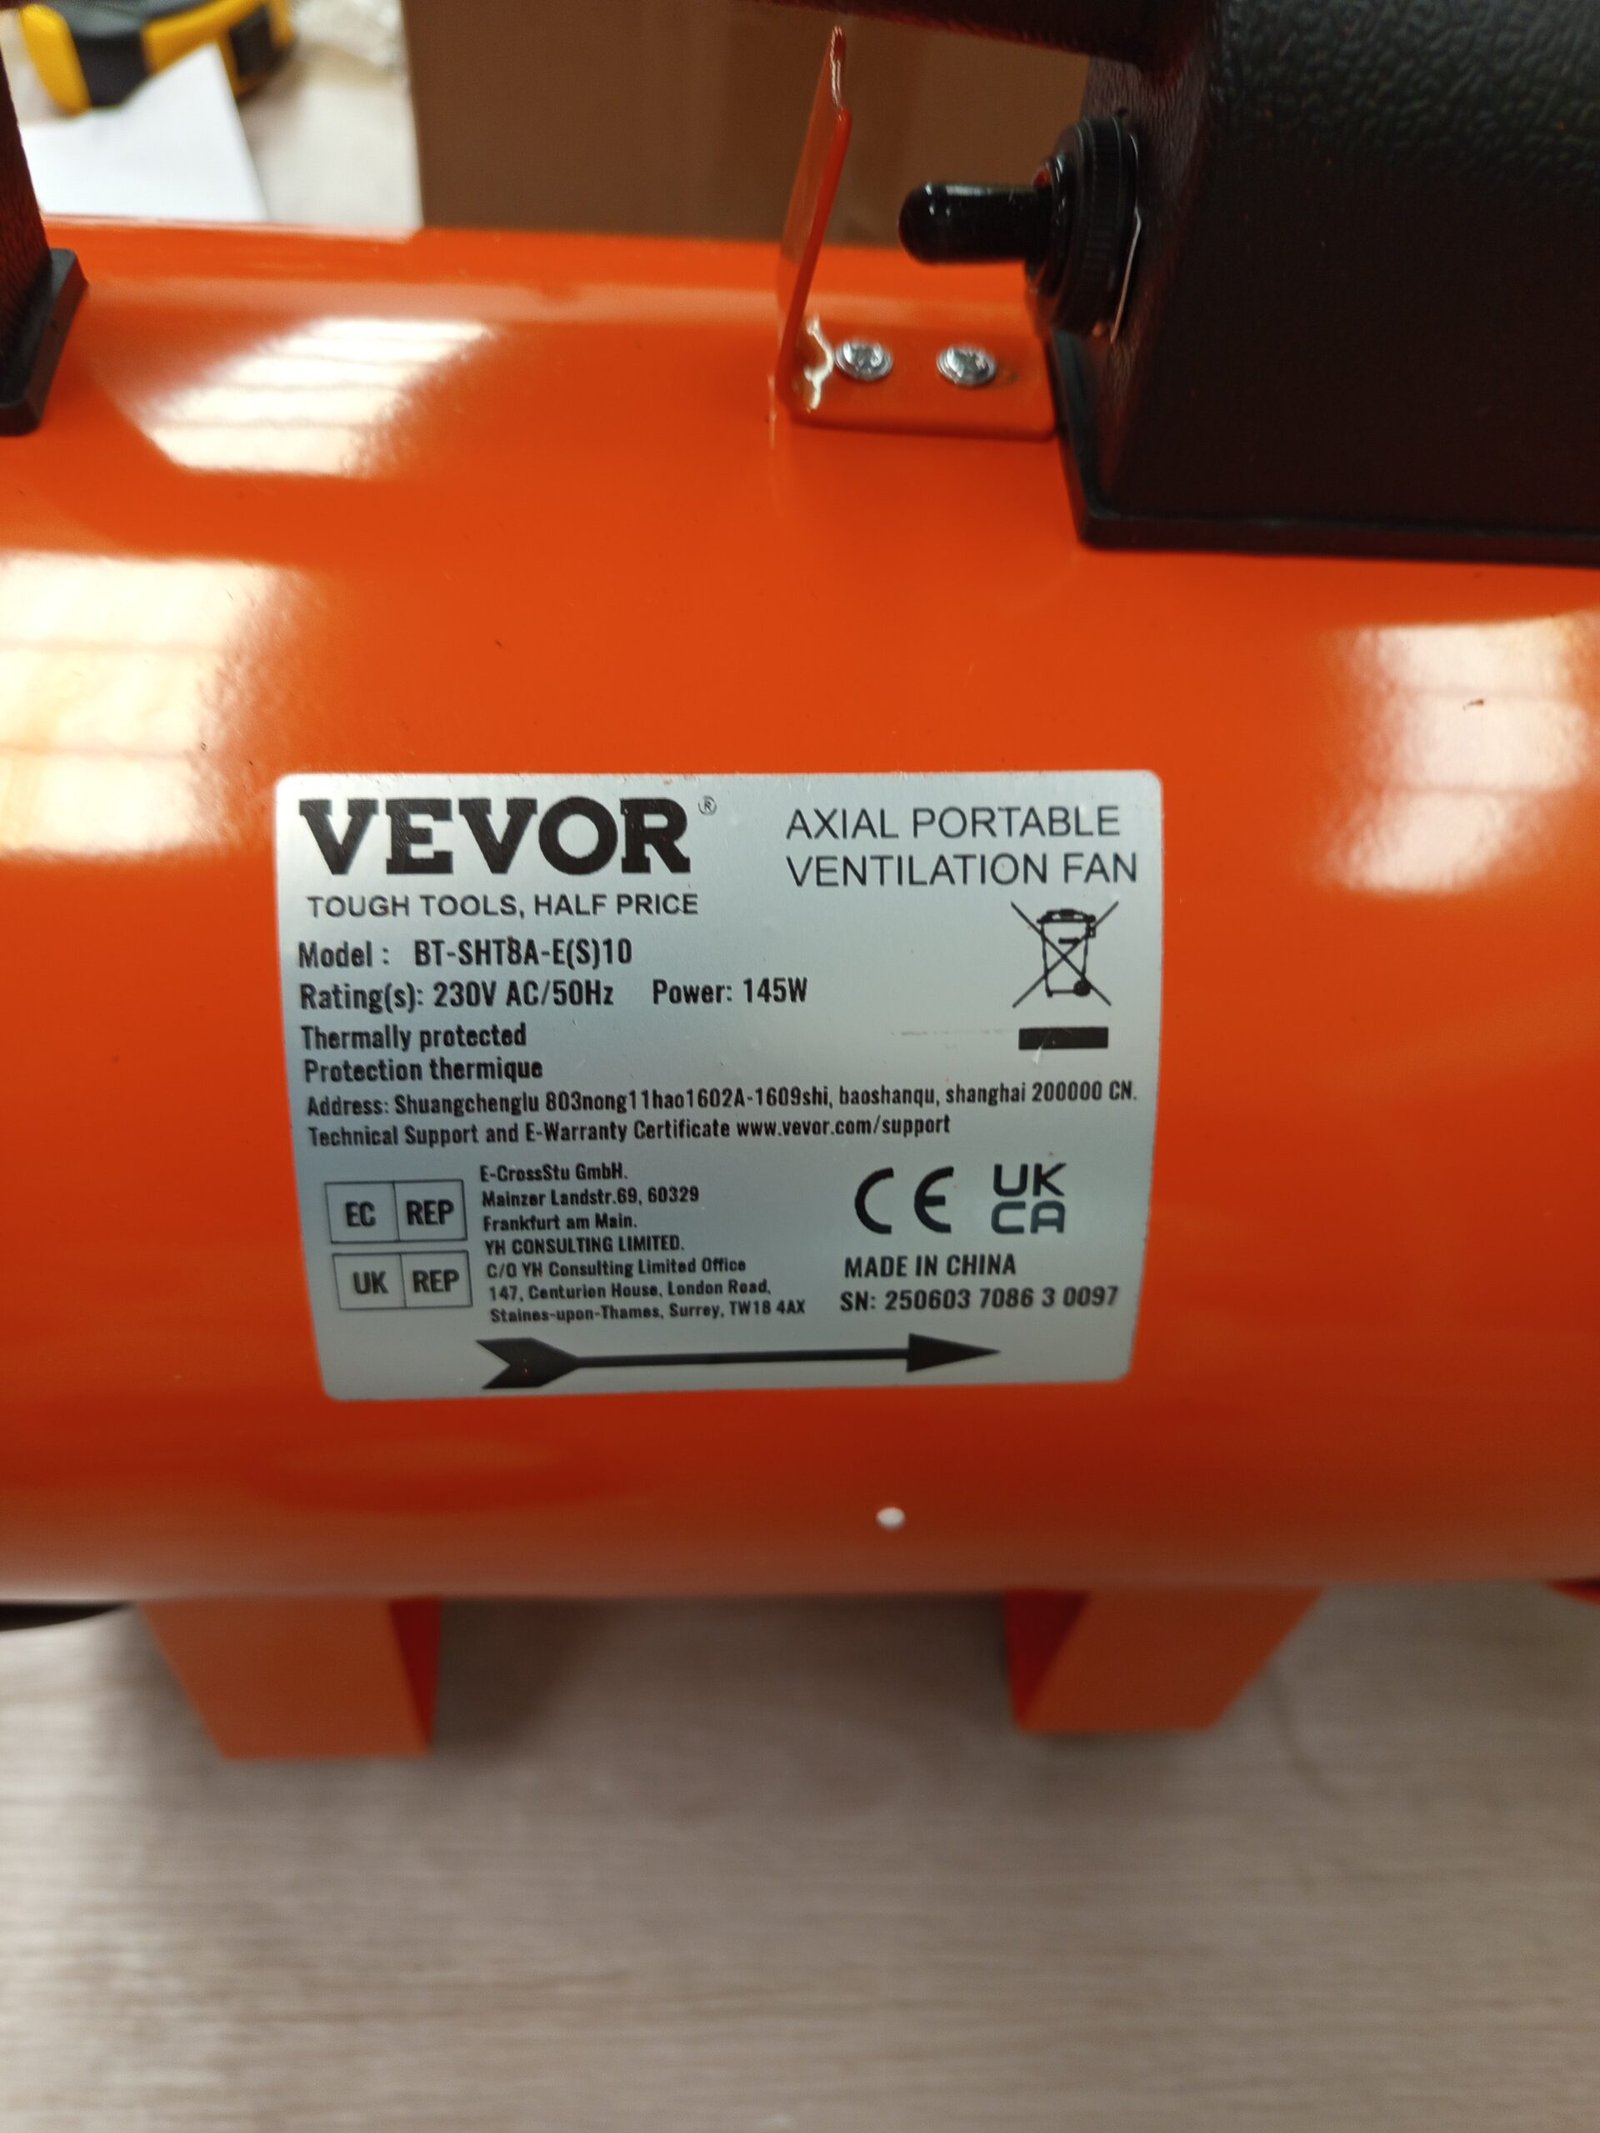 VEVOR®
TOUGH TOOLS, HALF PRICE
AXIAL PORTABLE
VENTILATION FAN
Model : BT-SHT8A-E(S)10
Rating(s): 230V AC/50Hz Power: 145W
Thermally protected
Protection thermique
Address: Shuangchenglu 803nong11hao1602A-1609shi, baoshanqu, shanghai 200000 CN.
Technical Support and E-Warranty Certificate www.vevor.com/support
EC REP
E-CrossStu GmbH.
Mainzer Landstr.69, 60329
Frankfurt am Main.
UK REP
YH CONSULTING LIMITED.
C/O YH Consulting Limited Office
147, Centurion House, London Road,
Staines-upon-Thames, Surrey, TW18 4AX
CE UK
CA
MADE IN CHINA
SN: 250603 7086 3 0097